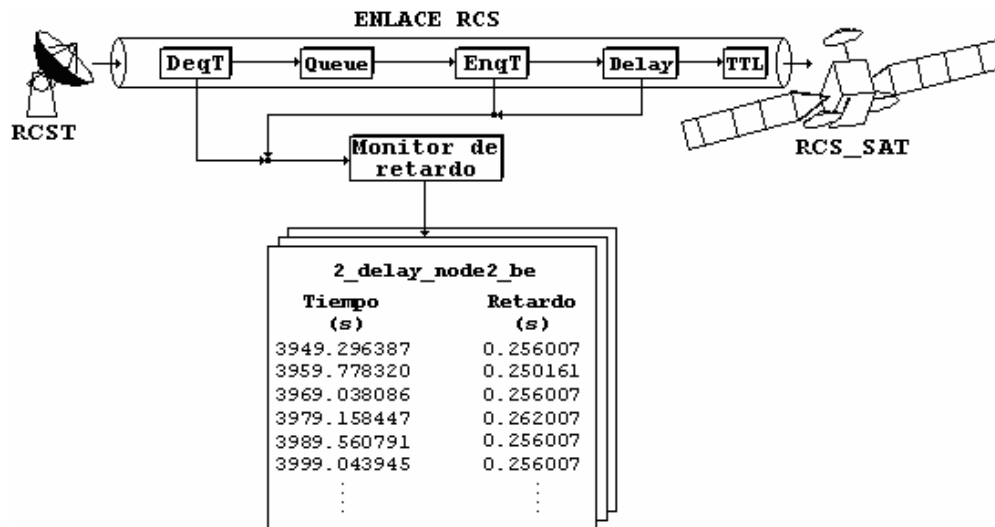 ENLACE RCS
DeqT
Queue
EnqT
Delay
TTL
RCST
RCS_SAT
Monitor de
retardo
2_delay_node2_be
Tiempo Retardo
(s) (s)
3949.296387 0.256007
3959.778320 0.250161
3969.038086 0.256007
3979.158447 0.262007
3989.560791 0.256007
3999.043945 0.256007